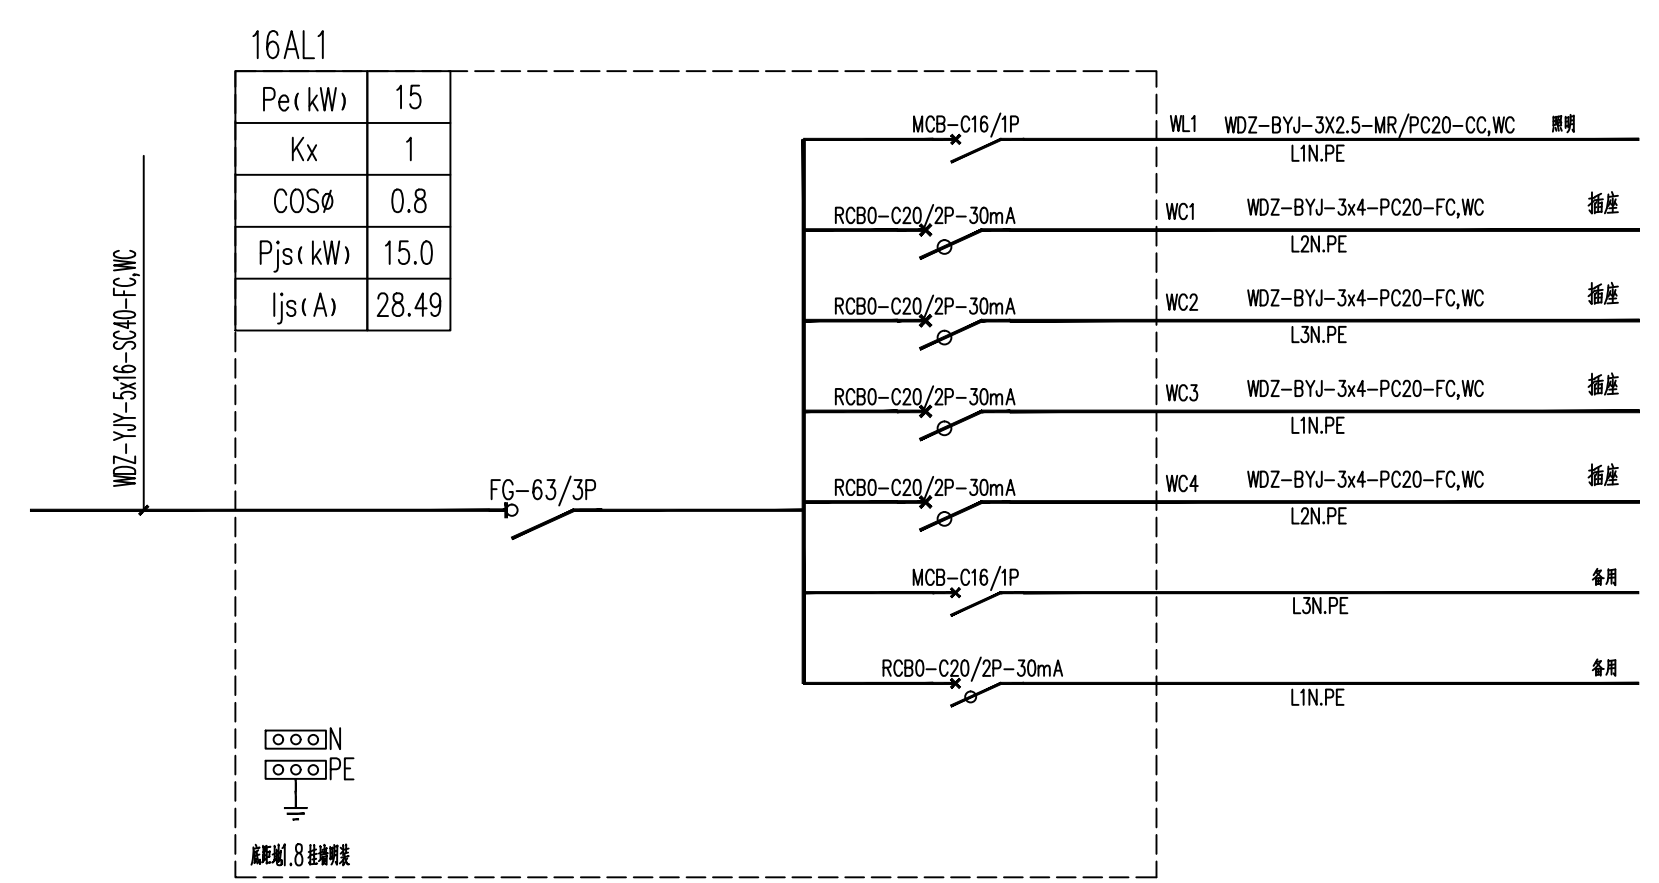 16AL1
Pe(kW) 15
Kx 1
COSø 0.8
Pjs(kW) 15.0
Ijs(A) 28.49
WDZ-YJY-5x16-SC40-FC,WC
FG-63/3P
MCB-C16/1P WL1 WDZ-BYJ-3X2.5-MR/PC20-CC,WC 照明
L1N.PE
RCBO-C20/2P-30mA WC1 WDZ-BYJ-3x4-PC20-FC,WC 插座
L2N.PE
RCBO-C20/2P-30mA WC2 WDZ-BYJ-3x4-PC20-FC,WC 插座
L3N.PE
RCBO-C20/2P-30mA WC3 WDZ-BYJ-3x4-PC20-FC,WC 插座
L1N.PE
RCBO-C20/2P-30mA WC4 WDZ-BYJ-3x4-PC20-FC,WC 插座
L2N.PE
MCB-C16/1P 备用
L3N.PE
RCBO-C20/2P-30mA 备用
L1N.PE
N
PE
底距地1.8挂墙明装